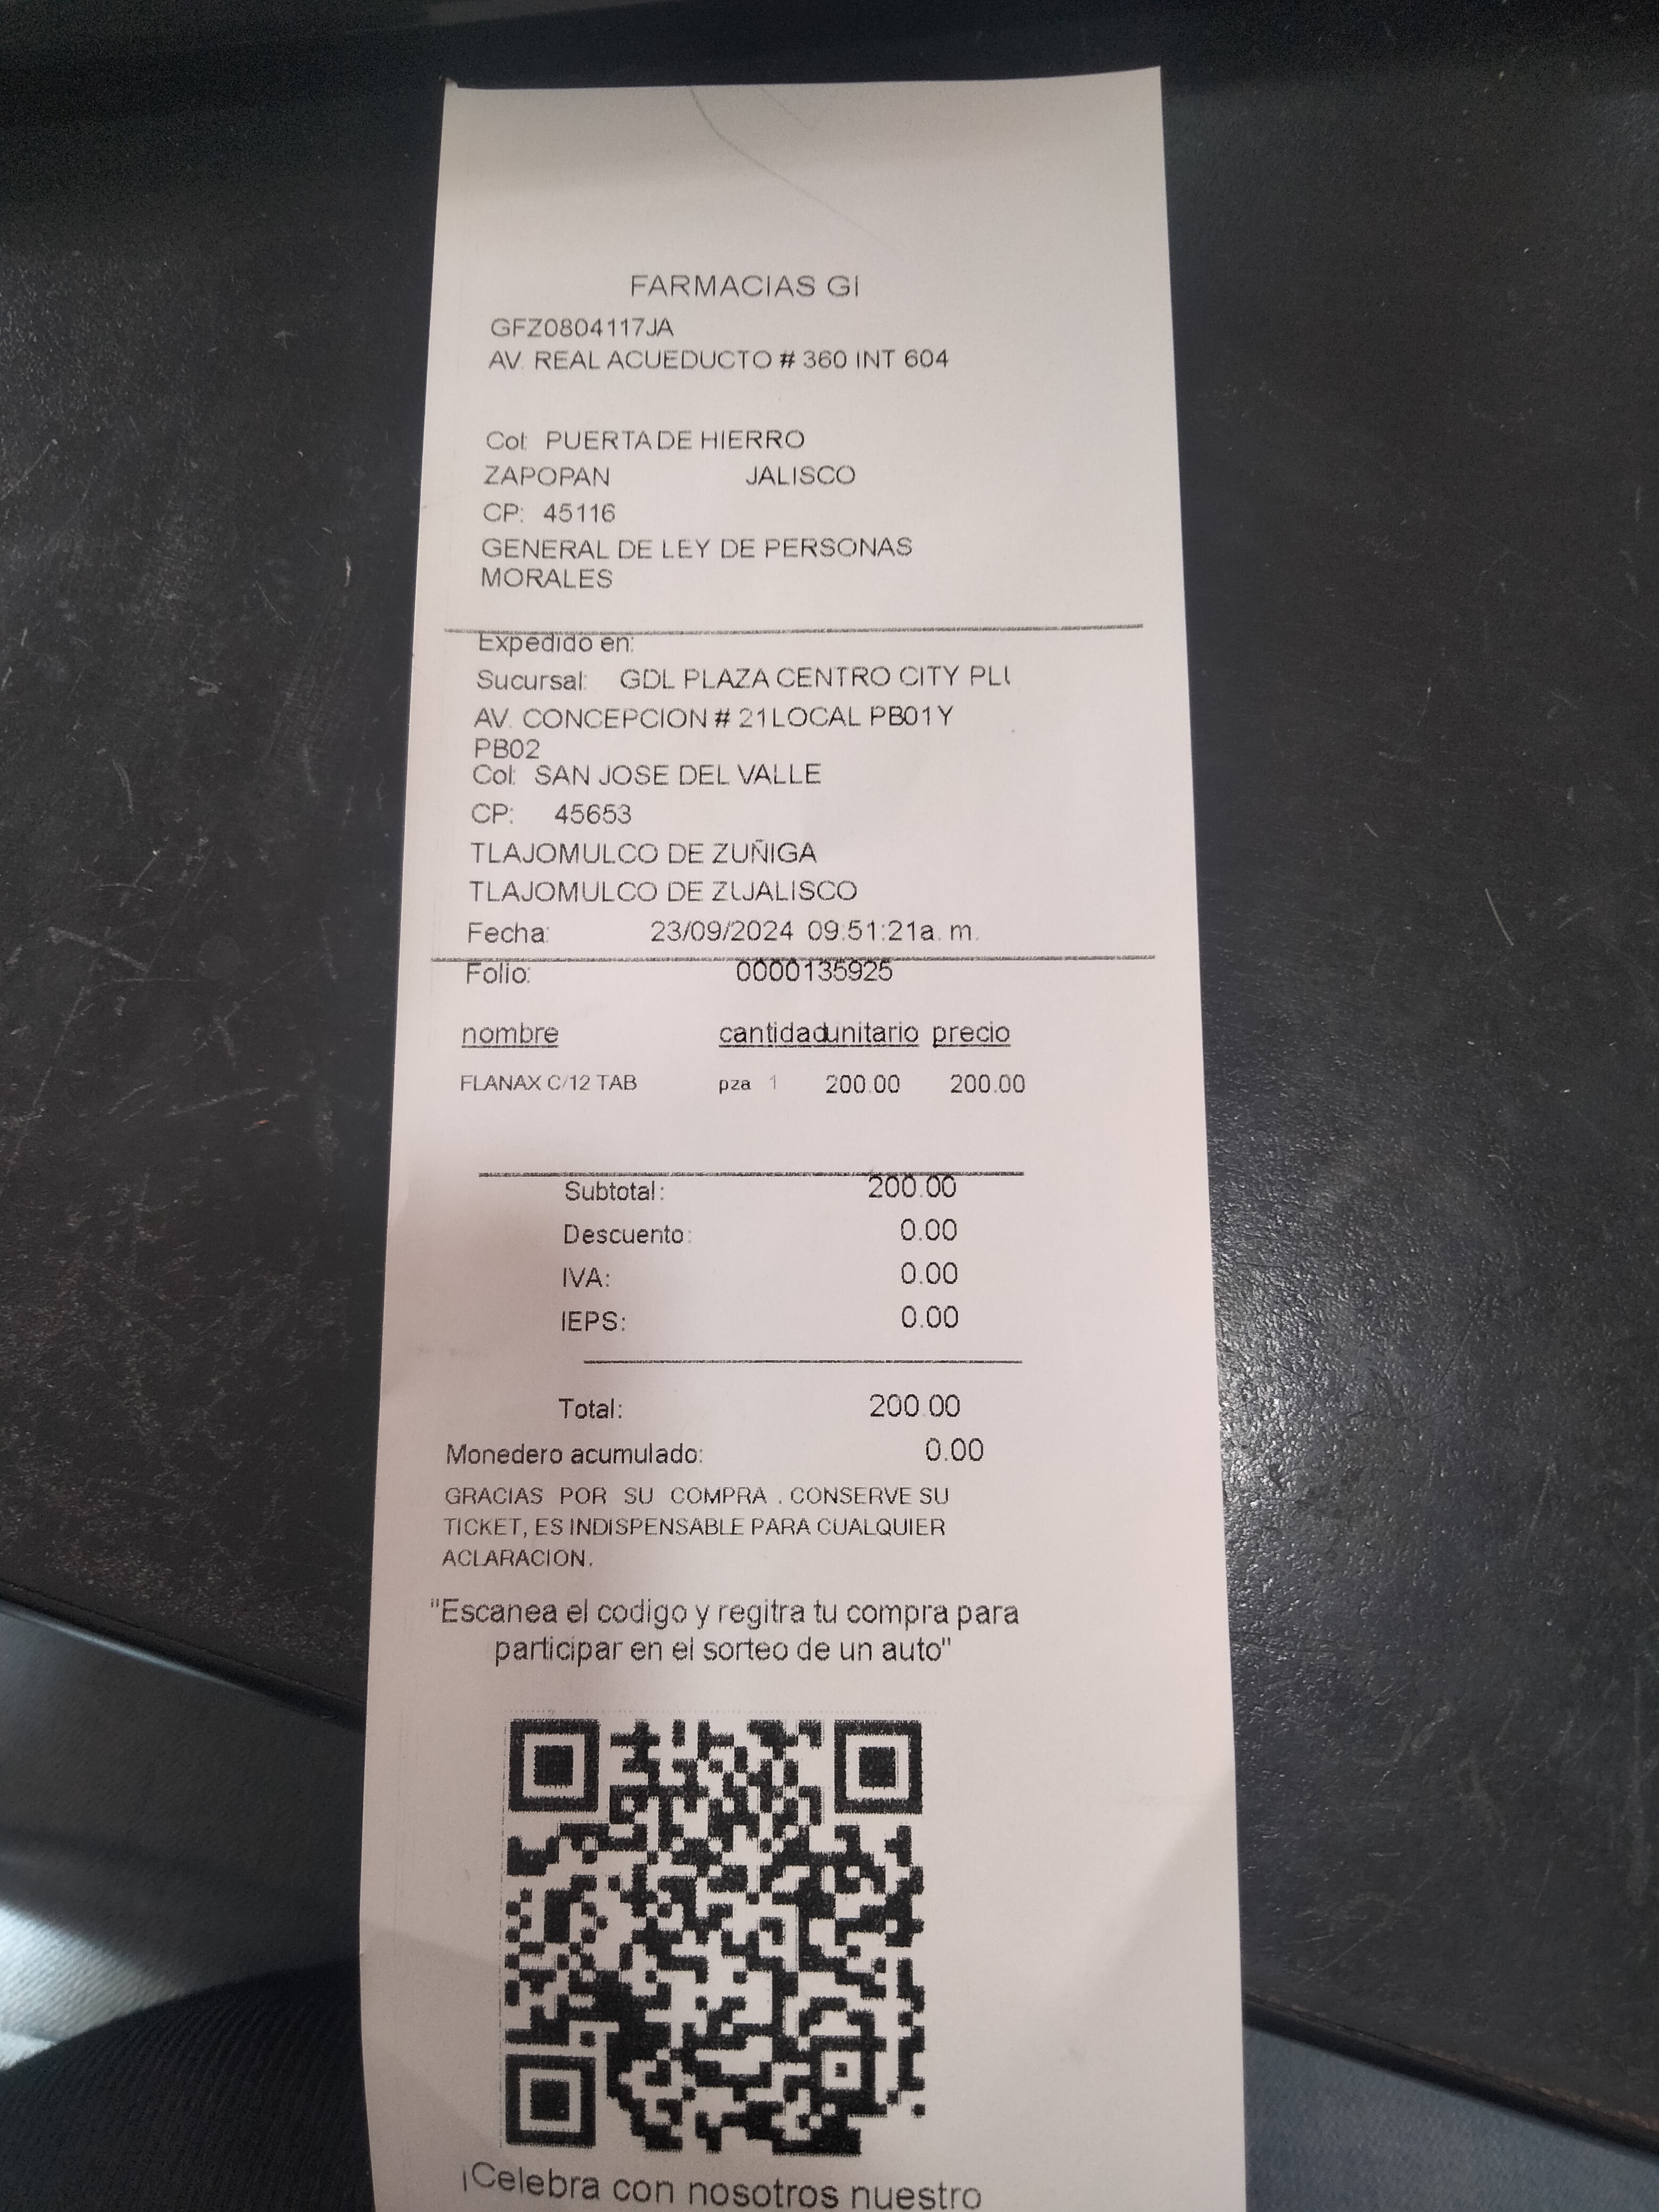 FARMACIAS GI
GFZ0804117JA
AV. REAL ACUEDUCTO # 360 INT 604
Col: PUERTA DE HIERRO
ZAPOPAN JALISCO
CP: 45116
GENERAL DE LEY DE PERSONAS
MORALES
Expedido en:
Sucursal: GDL PLAZA CENTRO CITY PLU
AV. CONCEPCION # 21 LOCAL PB01 Y
PB02
Col: SAN JOSE DEL VALLE
CP: 45653
TLAJOMULCO DE ZUÑIGA
TLAJOMULCO DE ZUJALISCO
Fecha: 23/09/2024 09:51:21a. m.
Folio: 0000135925
nombre cantidad unitario precio
FLANAX C/12 TAB pza 1 200.00 200.00
Subtotal: 200.00
Descuento: 0.00
IVA: 0.00
IEPS: 0.00
Total: 200.00
Monedero acumulado: 0.00
GRACIAS POR SU COMPRA . CONSERVE SU
TICKET, ES INDISPENSABLE PARA CUALQUIER
ACLARACION.
"Escanea el codigo y regitra tu compra para
participar en el sorteo de un auto"
¡Celebra con nosotros nuestro